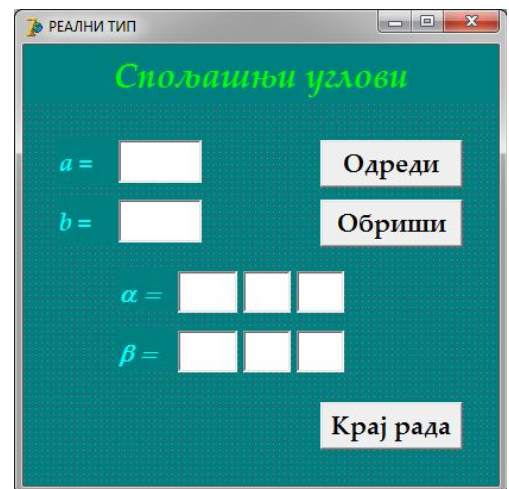 РЕАЛНИ ТИП
Спољашњи углови
a =
Одреди
b =
Обриши
α =
β =
Крај рада